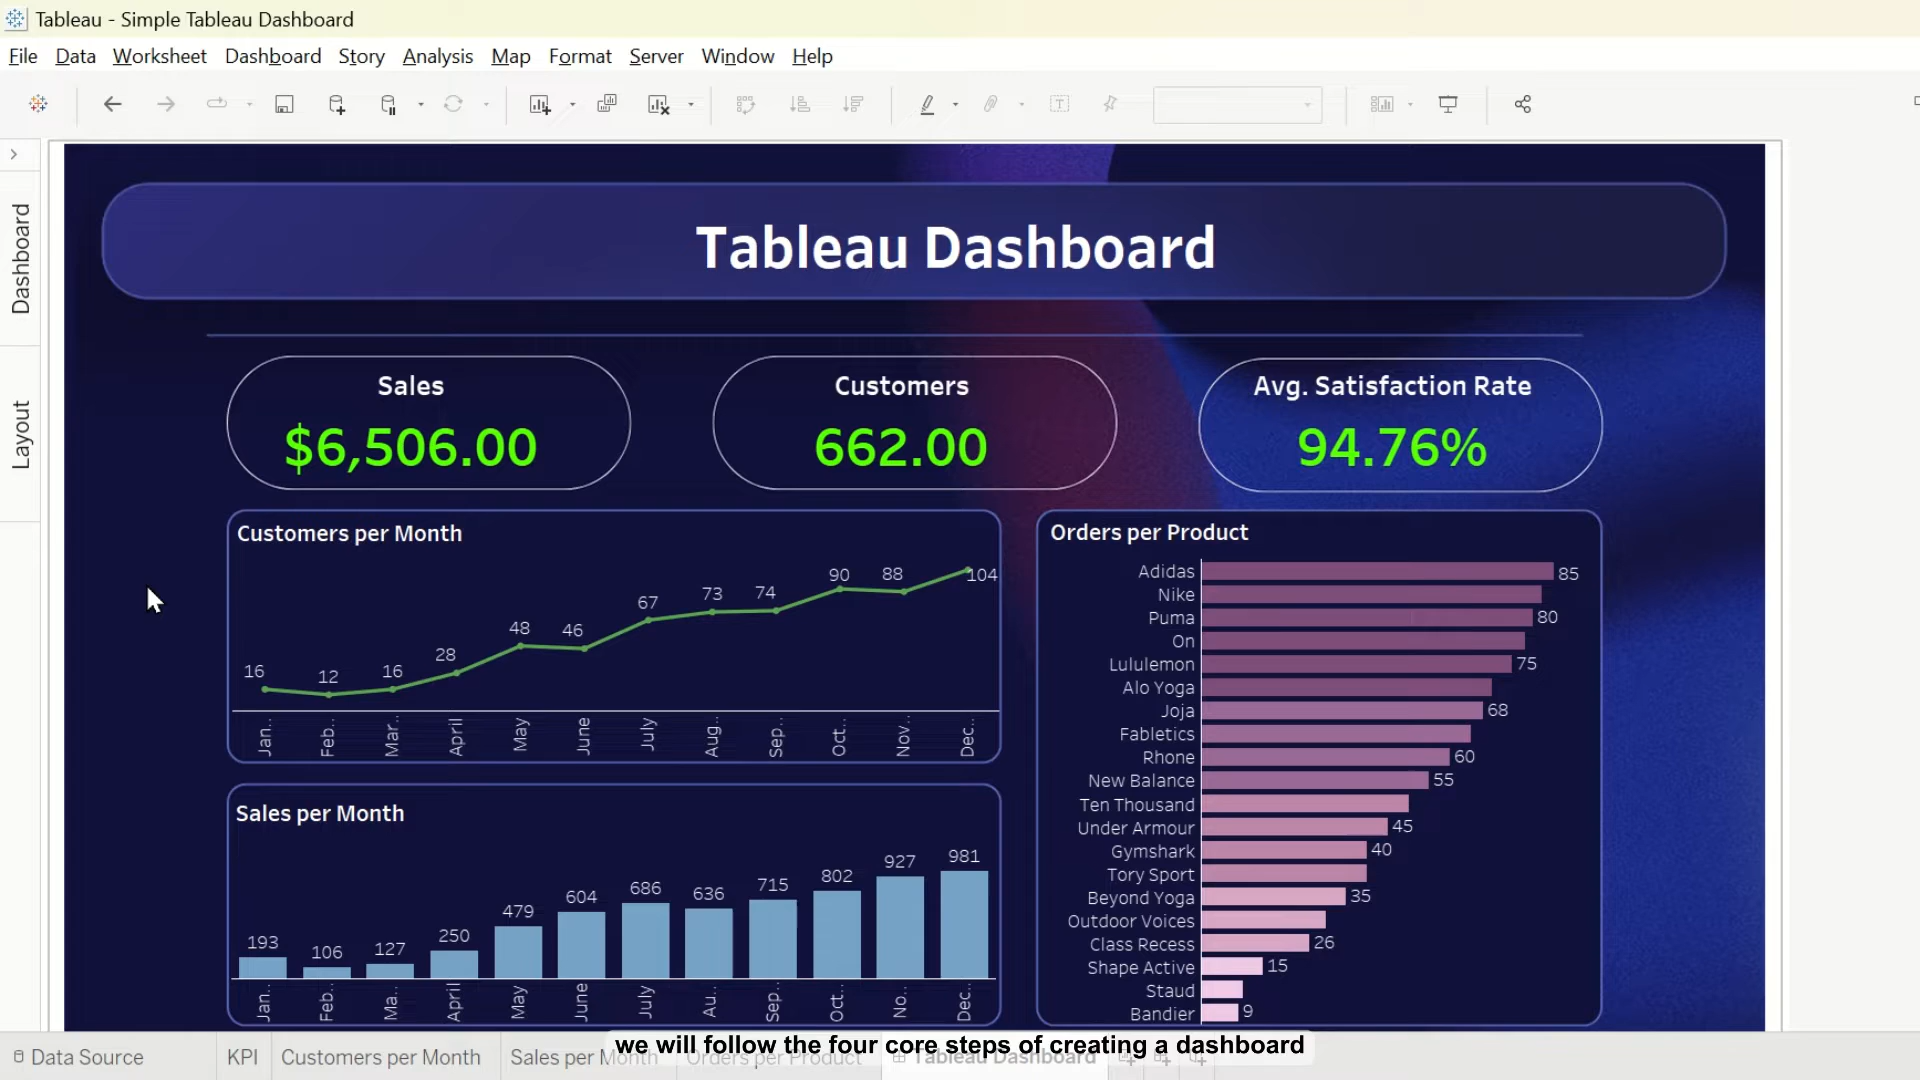 Tableau - Simple Tableau Dashboard
File Data Worksheet Dashboard Story Analysis Map Format Server Window Help
Dashboard
Layout
Tableau Dashboard
Sales
$6,506.00
Customers
662.00
Avg. Satisfaction Rate
94.76%
Customers per Month
16 12 16 28 48 46 67 73 74 90 88 104
Jan.. Feb.. Mar.. April May June July Aug.. Sep.. Oct.. Nov.. Dec..
Sales per Month
193 106 127 250 479 604 686 636 715 802 927 981
Jan.. Feb.. Ma.. April May June July Au.. Sep.. Oct.. No.. Dec..
Orders per Product
Adidas 85
Nike
Puma 80
On
Lululemon 75
Alo Yoga
Joja 68
Fabletics
Rhone 60
New Balance 55
Ten Thousand
Under Armour 45
Gymshark 40
Tory Sport
Beyond Yoga 35
Outdoor Voices
Class Recess 26
Shape Active 15
Staud
Bandier 9
Data Source KPI Customers per Month Sales per Month Orders per Product Tableau Dashboard
we will follow the four core steps of creating a dashboard